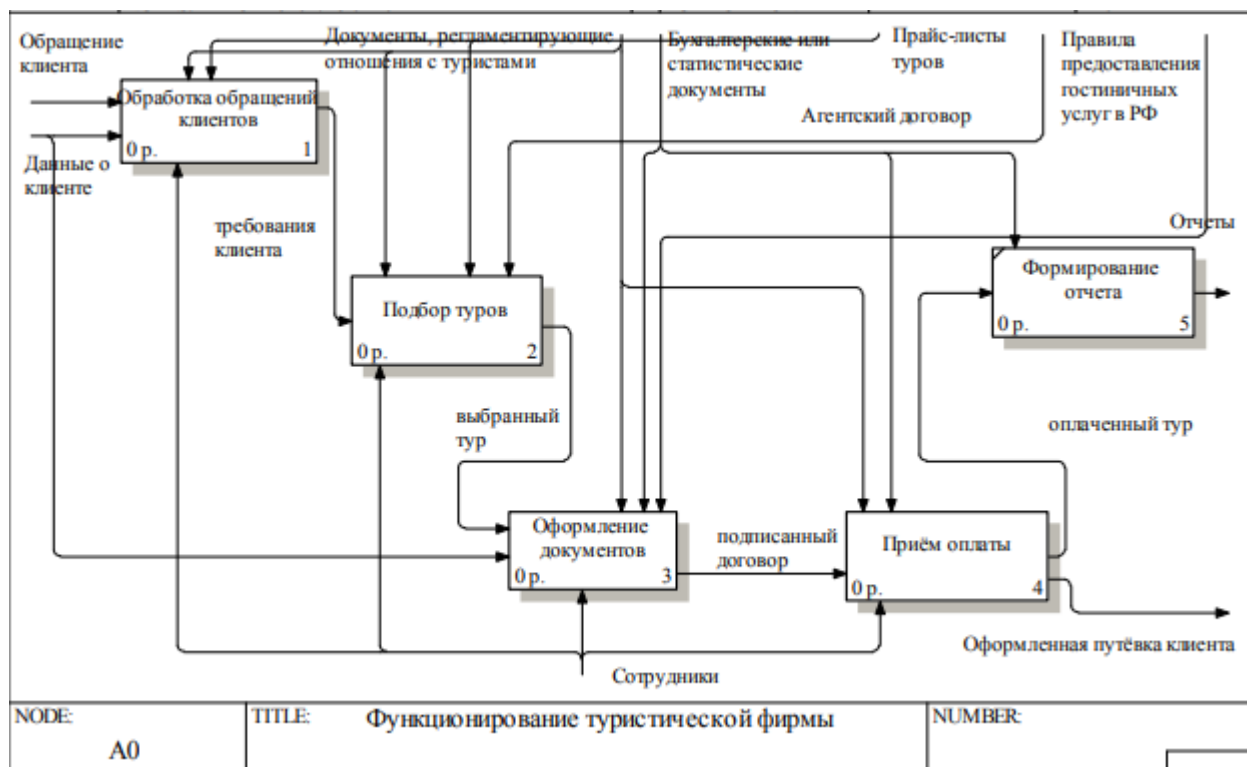 Обращение
клиента
Документы, регламентирующие
отношения с туристами
Бухгалтерские или
статистические
документы
Прайс-листы
туров
Правила
предоставления
гостиничных
услуг в РФ
Агентский договор
Обработка обращений
клиентов
0 р.
1
Данные о
клиенте
требования
клиента
Отчеты
Формирование
отчета
0 р.
5
Подбор туров
0 р.
2
выбранный
тур
оплаченный тур
Оформление
документов
0 р.
3
подписанный
договор
Приём оплаты
0 р.
4
Оформленная путёвка клиента
Сотрудники
NODE:
A0
TITLE:
Функционирование туристической фирмы
NUMBER: